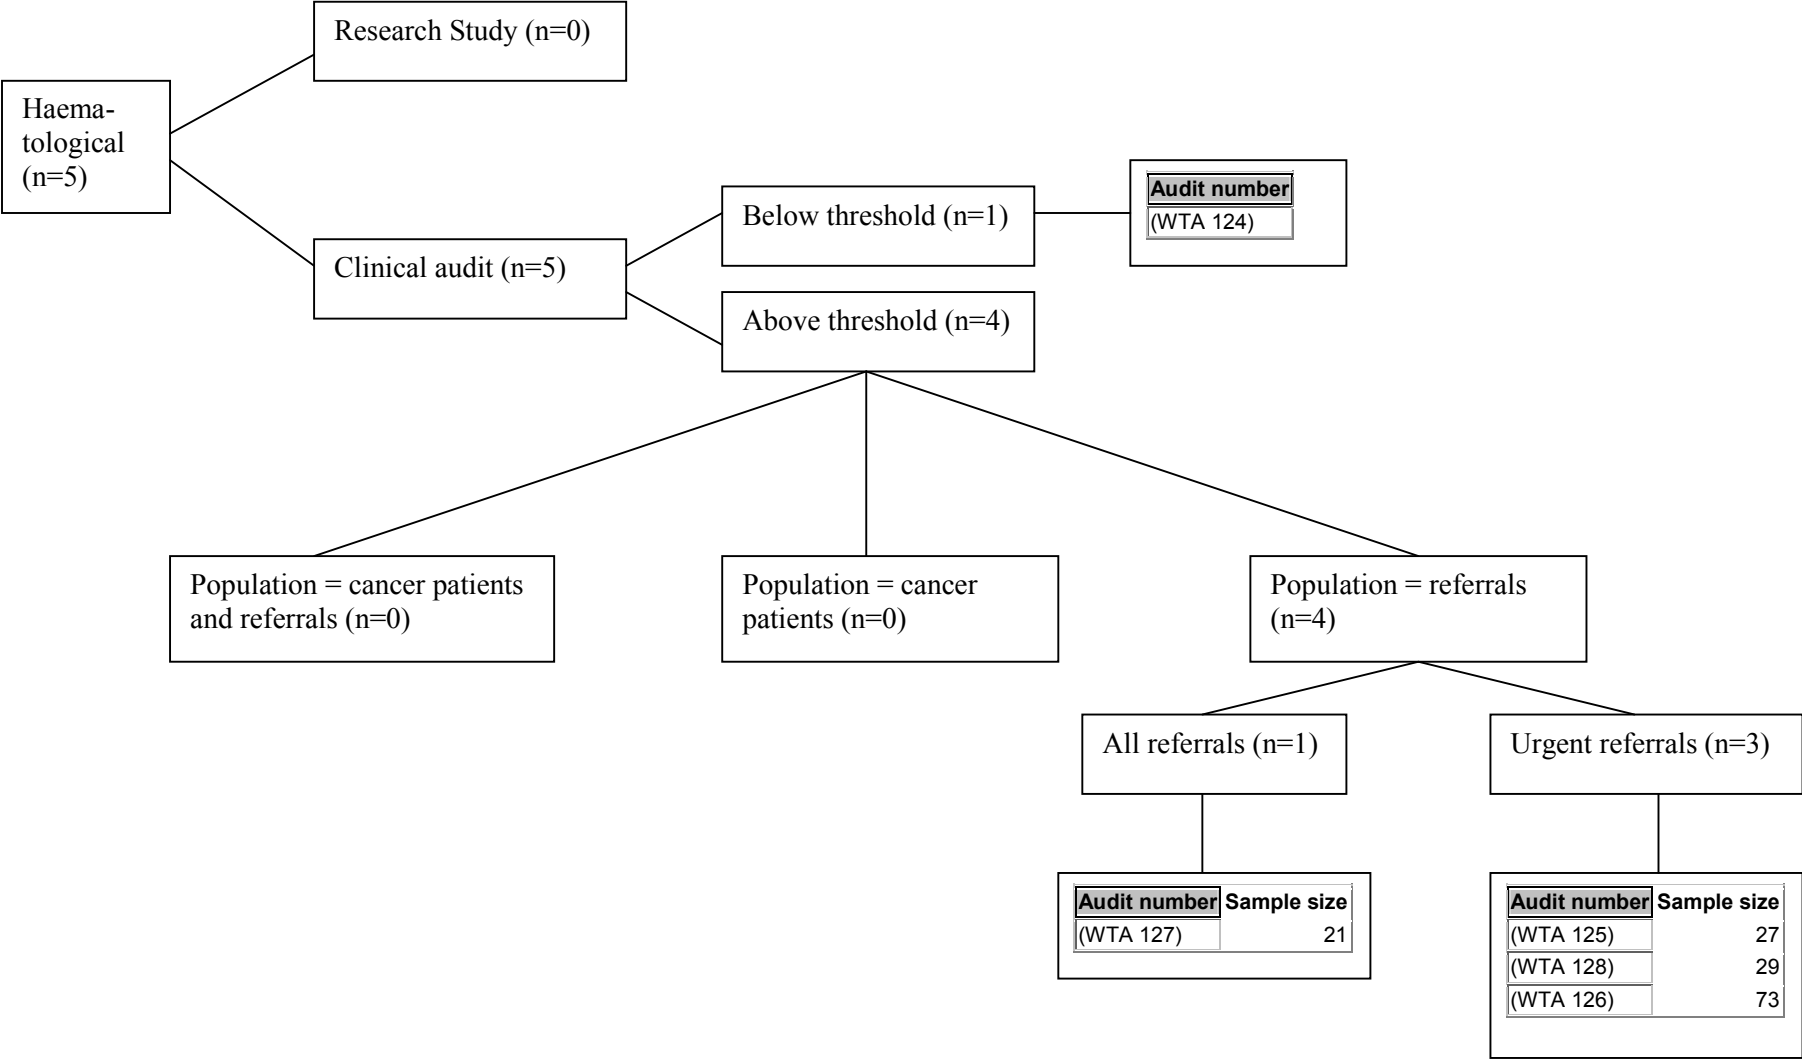 Research Study (n=0)
Haema-
tological
(n=5)
Clinical audit (n=5)
Below threshold (n=1)
Audit number
(WTA 124)
Above threshold (n=4)
Population = cancer patients
and referrals (n=0)
Population = cancer
patients (n=0)
Population = referrals
(n=4)
All referrals (n=1)
Urgent referrals (n=3)
Audit number Sample size
(WTA 127) 21
Audit number Sample size
(WTA 125) 27
(WTA 128) 29
(WTA 126) 73